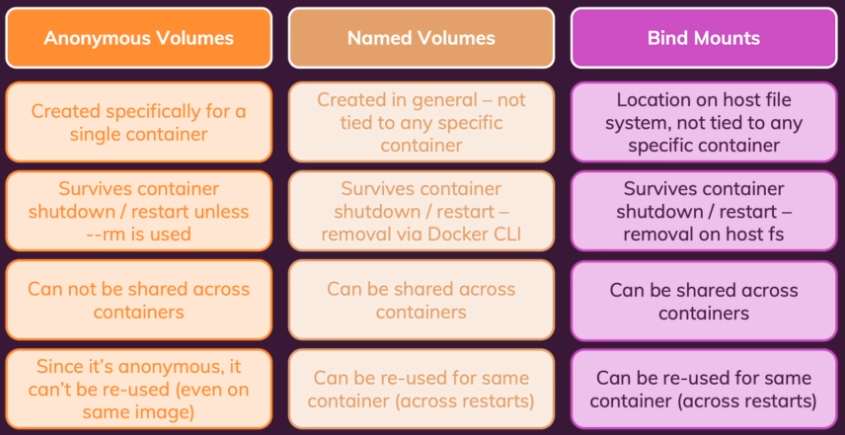 Anonymous Volumes
Named Volumes
Bind Mounts
Created specifically for a
single container
Created in general – not
tied to any specific
container
Location on host file
system, not tied to any
specific container
Survives container
shutdown / restart unless
--rm is used
Survives container
shutdown / restart –
removal via Docker CLI
Survives container
shutdown / restart –
removal on host fs
Can not be shared across
containers
Can be shared across
containers
Can be shared across
containers
Since it's anonymous, it
can't be re-used (even on
same image)
Can be re-used for same
container (across restarts)
Can be re-used for same
container (across restarts)